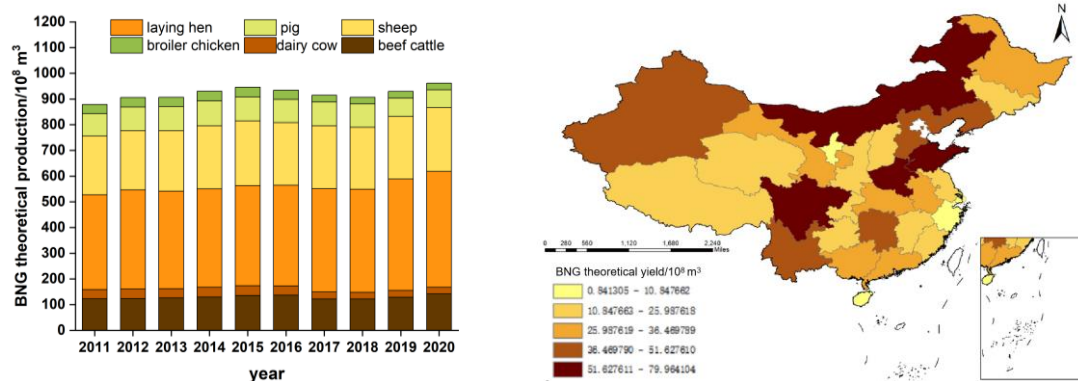 1200
1100
1000
900
800
700
600
500
400
300
200
100
0
BNG theoretical production/10⁸ m³
laying hen pig sheep
broiler chicken dairy cow beef cattle
2011 2012 2013 2014 2015 2016 2017 2018 2019 2020
year
N
0 280 560 1,120 1,680 2,240
Miles
BNG theoretical yield/10⁸ m³
0.841305 - 10.847662
10.847663 - 25.987618
25.987619 - 36.469789
36.469790 - 51.627610
51.627611 - 79.964104